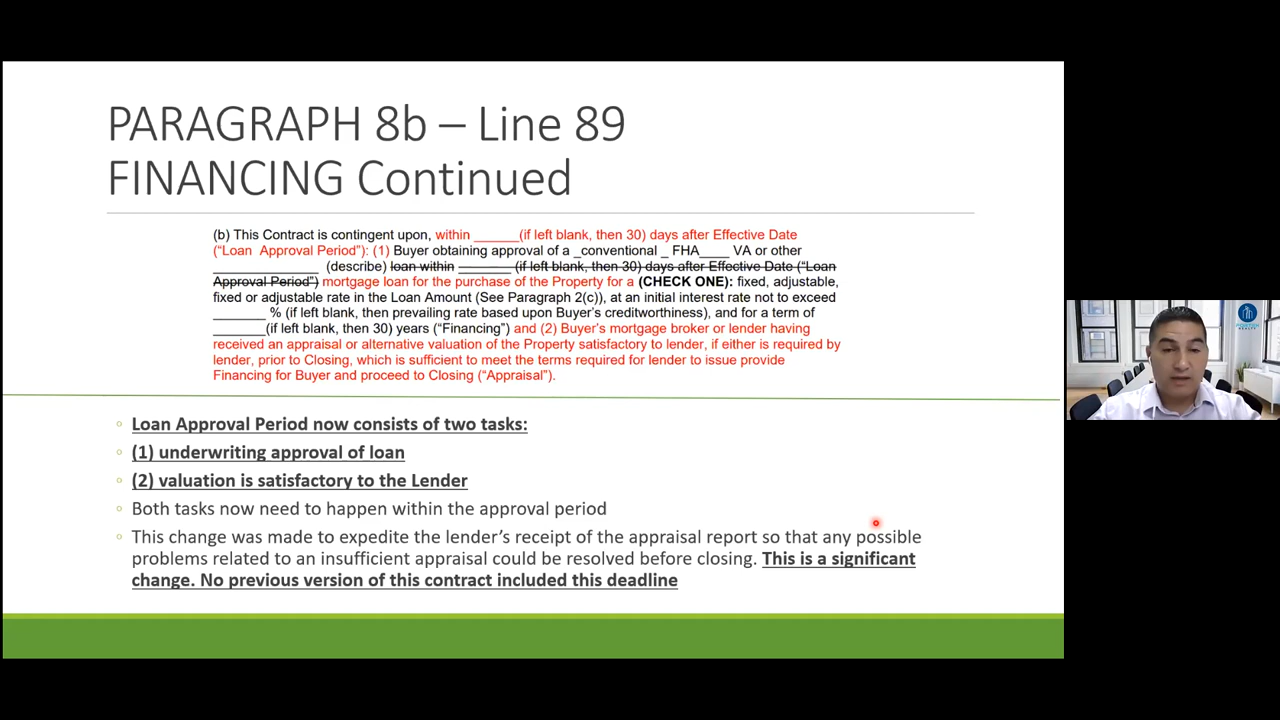 PARAGRAPH 8b – Line 89
FINANCING Continued
(b) This Contract is contingent upon, within ______(if left blank, then 30) days after Effective Date
(“Loan Approval Period”): (1) Buyer obtaining approval of a _conventional _ FHA____ VA or other
______________ (describe) loan within _______ (if left blank, then 30) days after Effective Date (“Loan
Approval Period”) mortgage loan for the purchase of the Property for a (CHECK ONE): fixed, adjustable,
fixed or adjustable rate in the Loan Amount (See Paragraph 2(c)), at an initial interest rate not to exceed
_______ % (if left blank, then prevailing rate based upon Buyer’s creditworthiness), and for a term of
_______(if left blank, then 30) years (“Financing”) and (2) Buyer’s mortgage broker or lender having
received an appraisal or alternative valuation of the Property satisfactory to lender, if either is required by
lender, prior to Closing, which is sufficient to meet the terms required for lender to issue provide
Financing for Buyer and proceed to Closing (“Appraisal”).
Loan Approval Period now consists of two tasks:
(1) underwriting approval of loan
(2) valuation is satisfactory to the Lender
Both tasks now need to happen within the approval period
This change was made to expedite the lender’s receipt of the appraisal report so that any possible
problems related to an insufficient appraisal could be resolved before closing. This is a significant
change. No previous version of this contract included this deadline